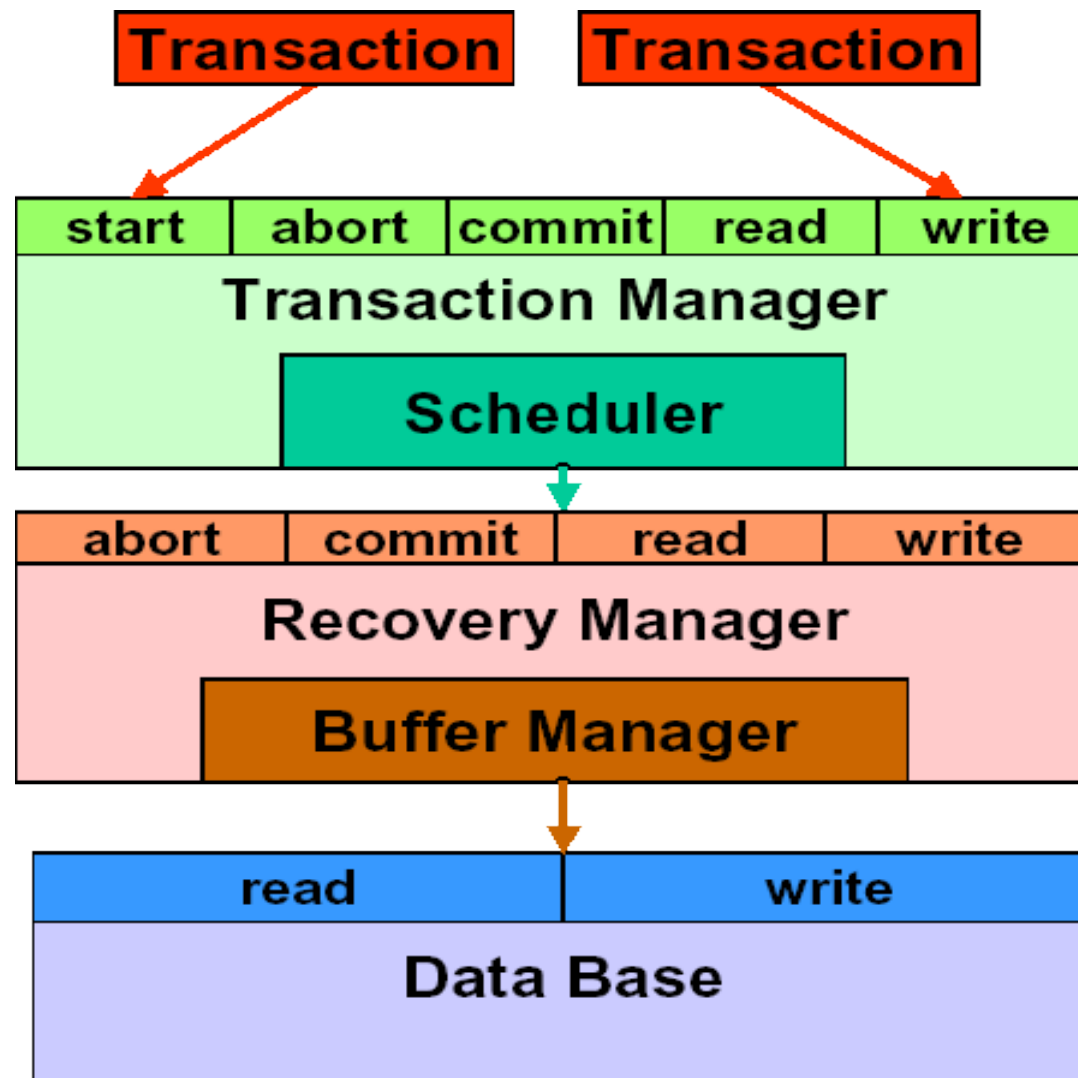 Transaction Transaction
start abort commit read write
Transaction Manager
Scheduler
abort commit read write
Recovery Manager
Buffer Manager
read write
Data Base